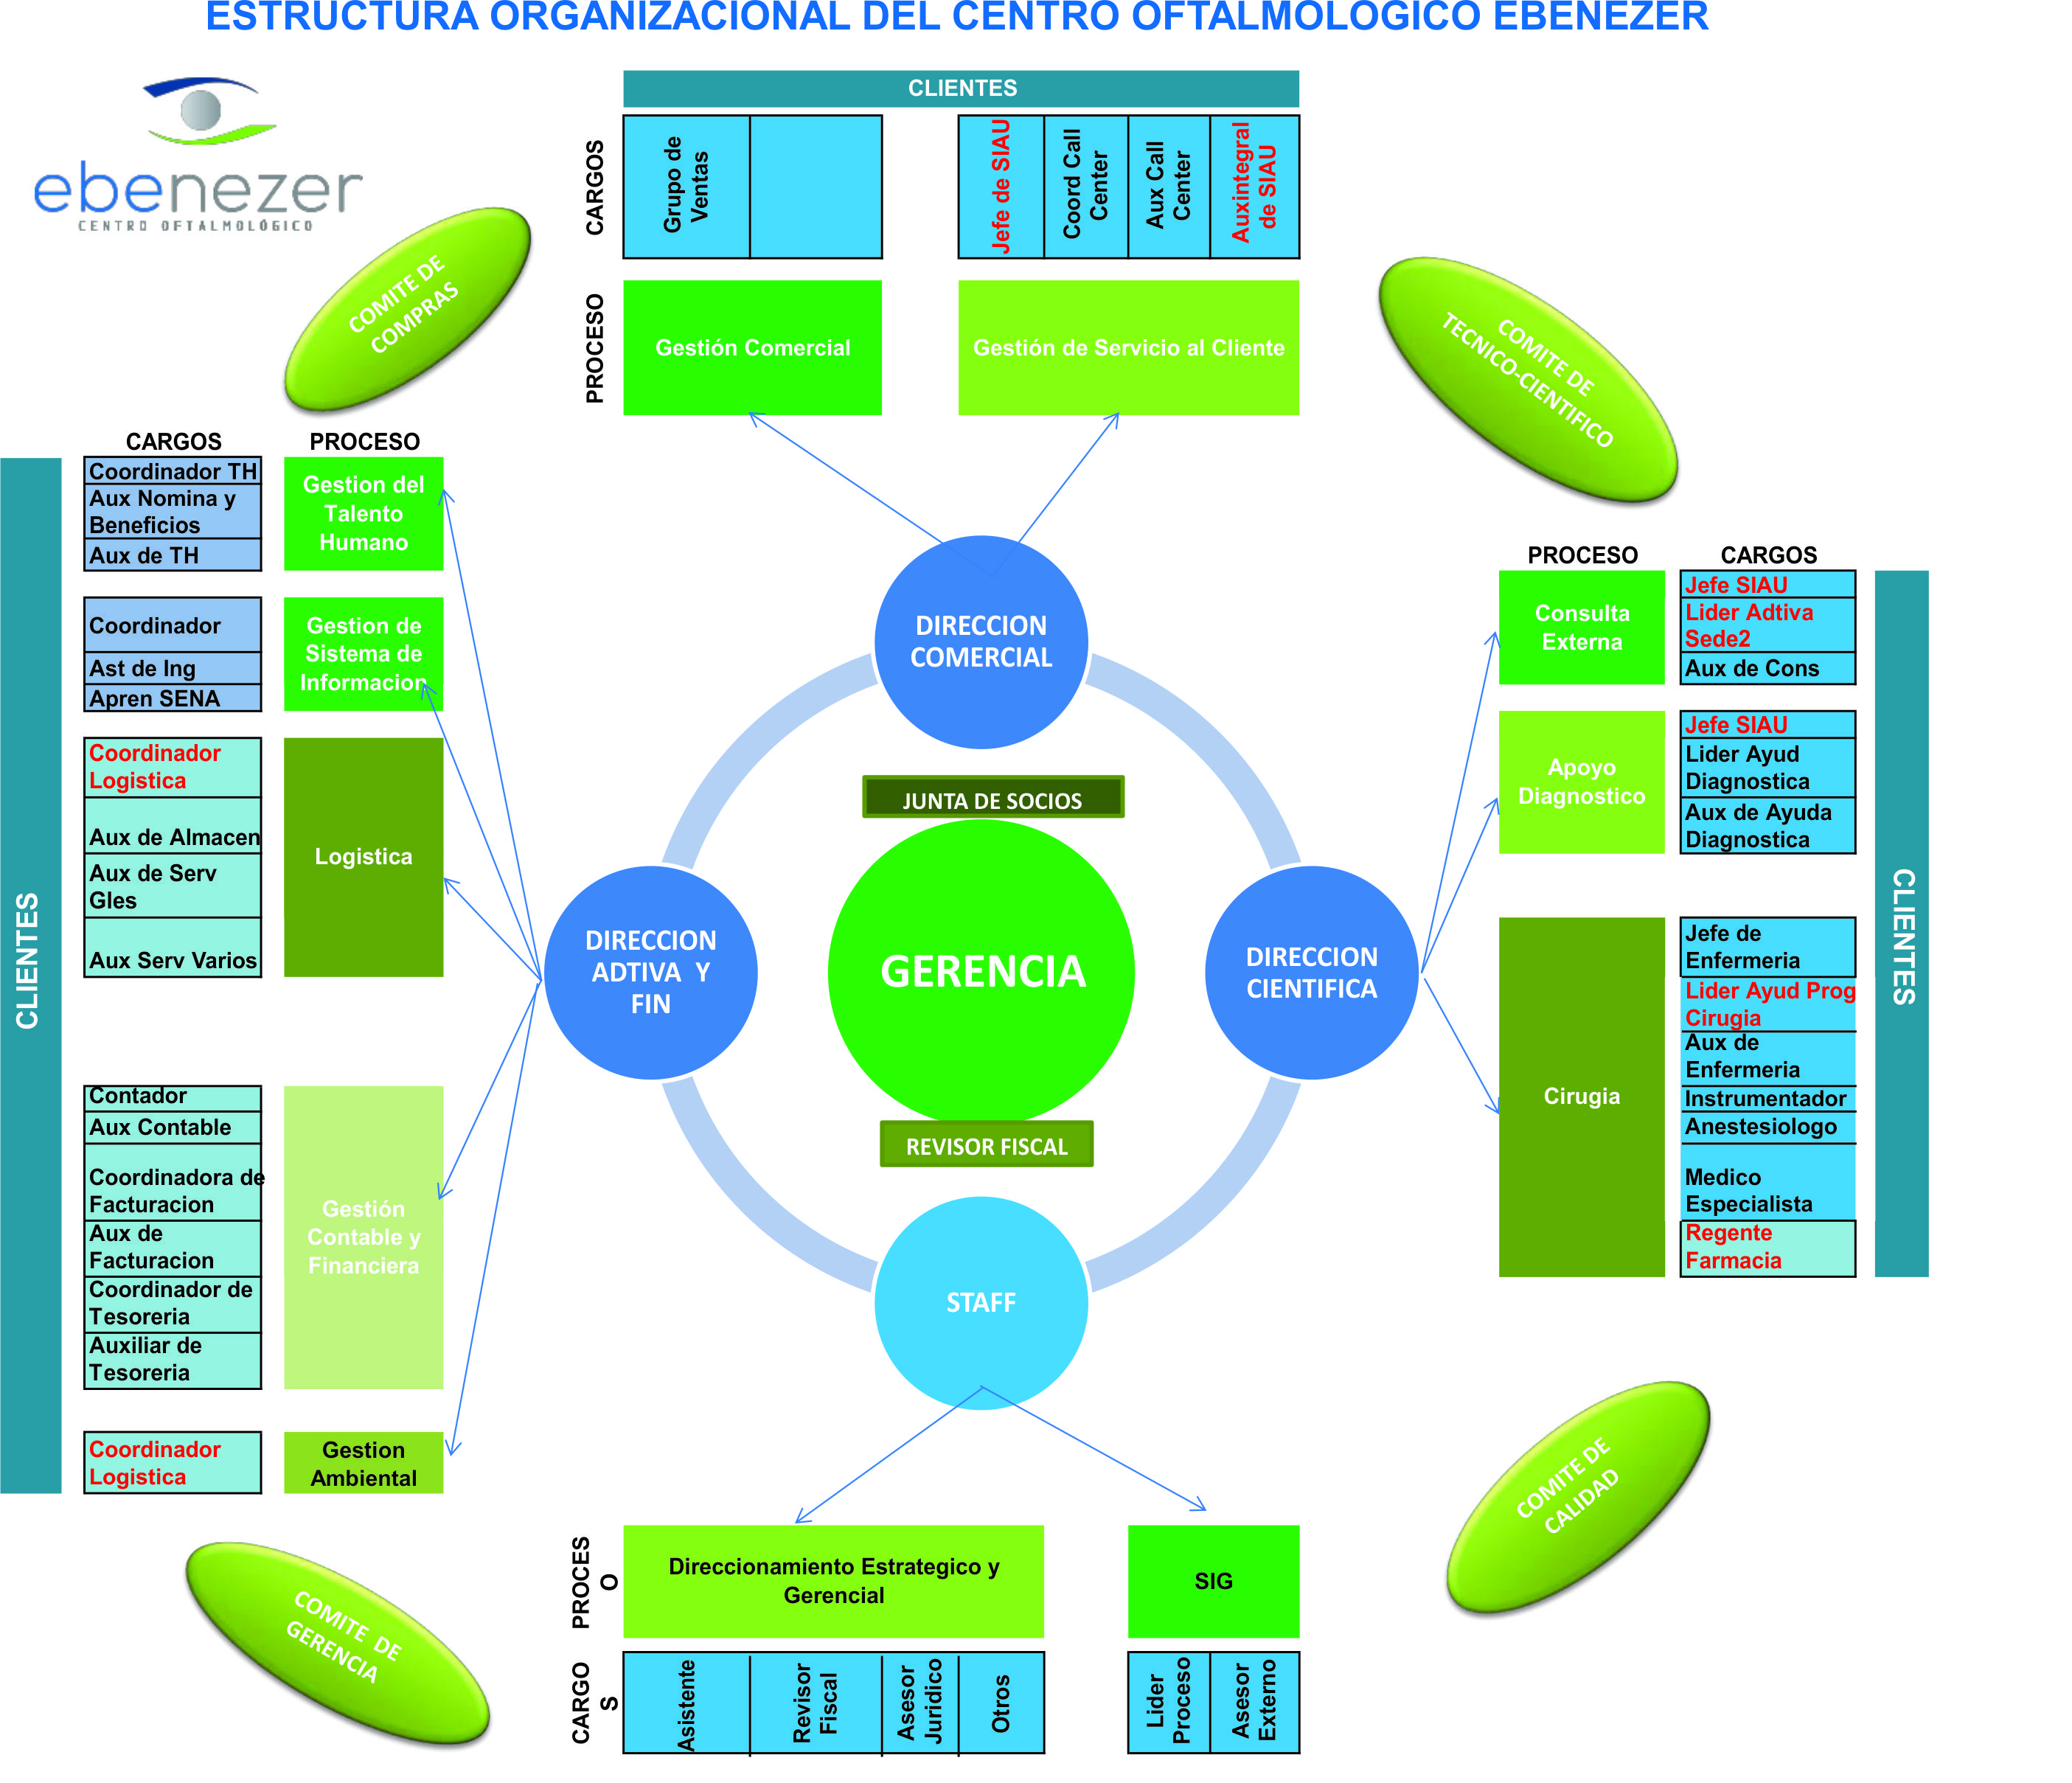 ESTRUCTURA ORGANIZACIONAL DEL CENTRO OFTALMOLOGICO EBENEZER
ebenezer
CENTRO OFTALMOLÓGICO
CLIENTES
CARGOS
Grupo de
Ventas
Jefe de SIAU
Coord Call
Center
Aux Call
Center
Auxintegral
de SIAU
PROCESO
Gestión Comercial
Gestión de Servicio al Cliente
COMITE DE
COMPRAS
COMITE DE
TECNICO-CIENTIFICO
CLIENTES
CARGOS
PROCESO
Coordinador TH
Aux Nomina y
Beneficios
Aux de TH
Gestion del
Talento
Humano
Coordinador
Ast de Ing
Apren SENA
Gestion de
Sistema de
Informacion
Coordinador
Logistica
Aux de Almacen
Aux de Serv
Gles
Aux Serv Varios
Logistica
Contador
Aux Contable
Coordinadora de
Facturacion
Aux de
Facturacion
Coordinador de
Tesoreria
Auxiliar de
Tesoreria
Gestión
Contable y
Financiera
Coordinador
Logistica
Gestion
Ambiental
DIRECCION
COMERCIAL
JUNTA DE SOCIOS
DIRECCION
ADTIVA Y
FIN
GERENCIA
DIRECCION
CIENTIFICA
REVISOR FISCAL
STAFF
PROCESO
CARGOS
Consulta
Externa
Jefe SIAU
Lider Adtiva
Sede2
Aux de Cons
Apoyo
Diagnostico
Jefe SIAU
Lider Ayud
Diagnostica
Aux de Ayuda
Diagnostica
Cirugia
Jefe de
Enfermeria
Lider Ayud Prog
Cirugia
Aux de
Enfermeria
Instrumentador
Anestesiologo
Medico
Especialista
Regente
Farmacia
CLIENTES
COMITE DE
GERENCIA
COMITE DE
CALIDAD
PROCES
O
Direccionamiento Estrategico y
Gerencial
SIG
CARGO
S
Asistente
Revisor
Fiscal
Asesor
Juridico
Otros
Lider
Proceso
Asesor
Externo